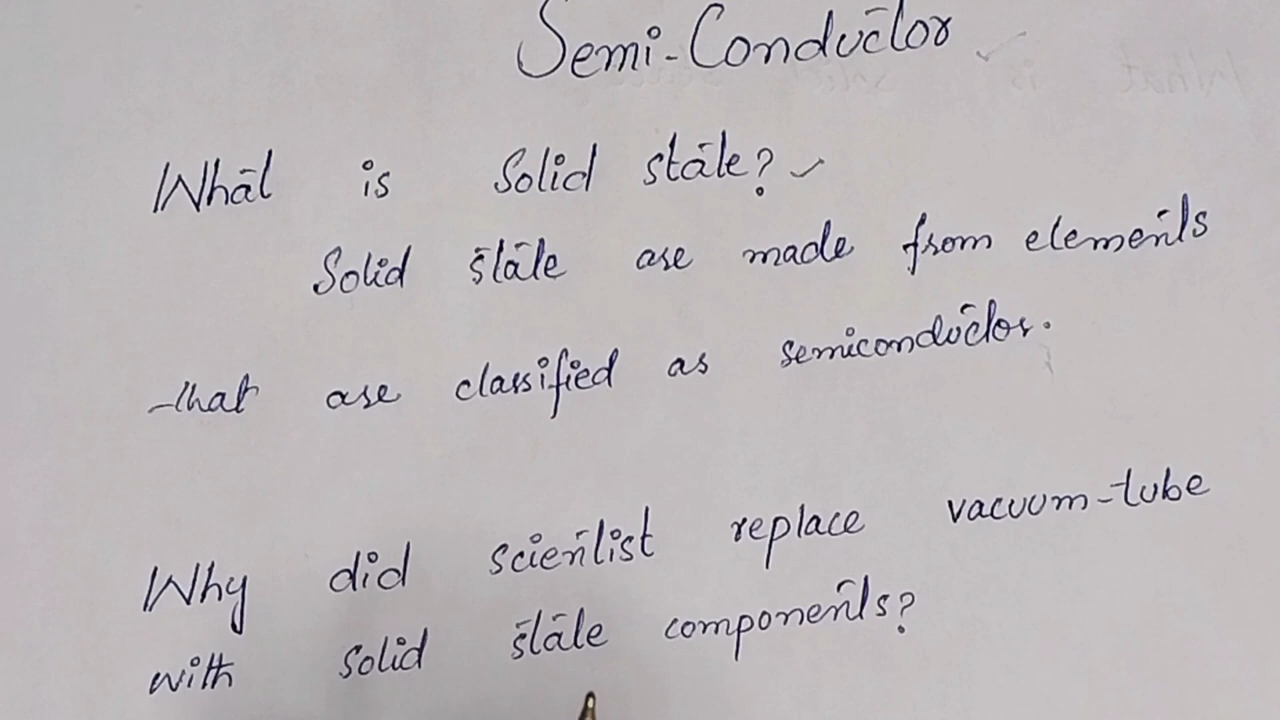 Semi-Conductor
What is Solid state?
Solid state are made from elements
that are classified as semiconductor.
Why did scientist replace vacuum-tube
with solid state components?